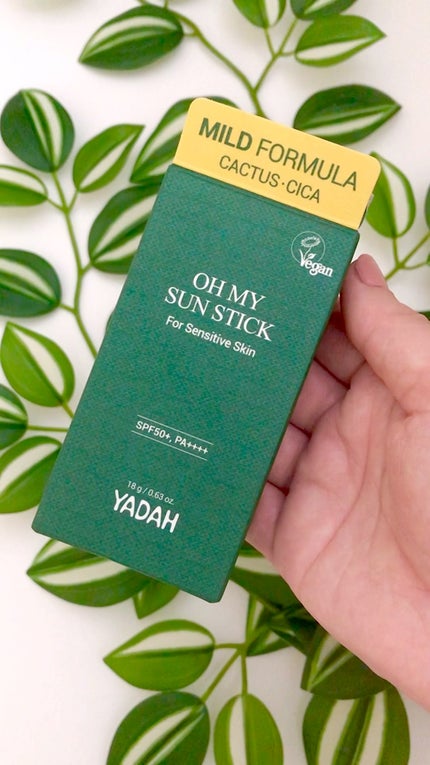 MILD FORMULA
CACTUS·CICA
Vegan
OH MY
SUN STICK
For Sensitive Skin
SPF50+, PA++++
18 g / 0.63 oz
YADAH